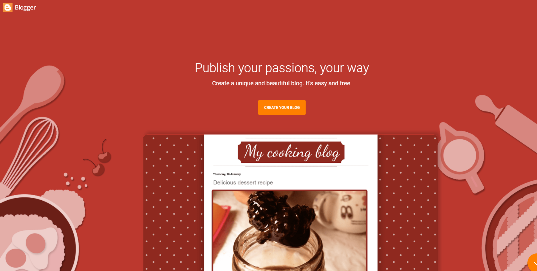 Blogger
Publish your passions, your way
Create a unique and beautiful blog. It's easy and free.
CREATE YOUR BLOG
My cooking blog
Delicious dessert recipe